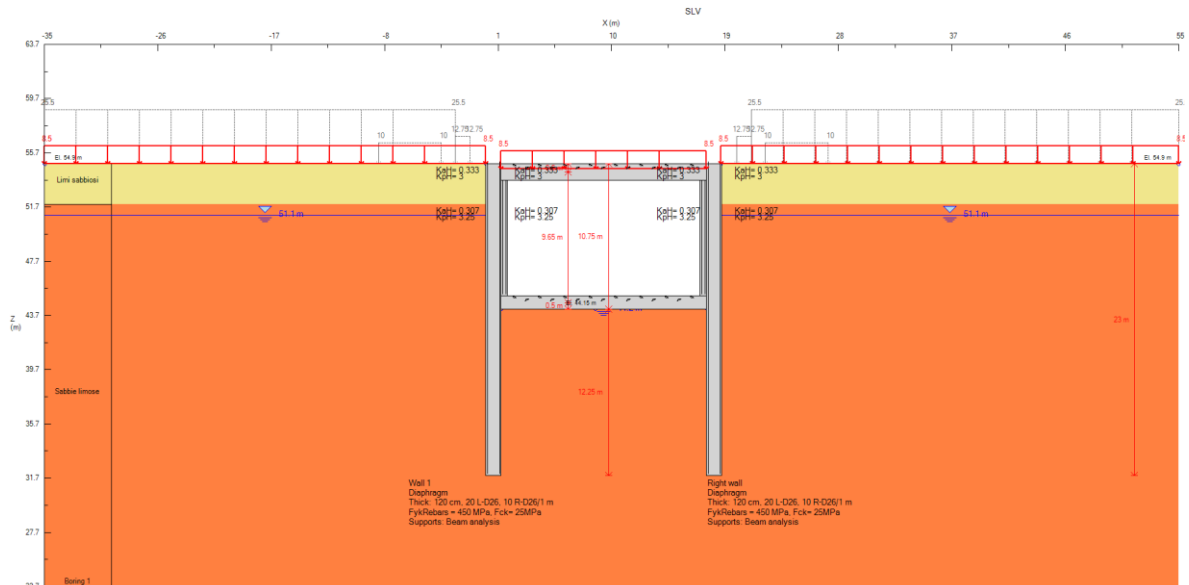 SLV
X (m)
-35 -26 -17 -8 1 10 19 28 37 46 55
63.7
59.7
25.5 25.5 25.5 25.
12.75 12.75 12.75 12.75
10 10 10 10
8.5 8.5 8.5 8.5 8.5 8.5
55.7
El. 54.9 m El. 54.9 m
KaH= 0.333 KaH= 0.333 KaH= 0.333 KaH= 0.333
KpH= 3 KpH= 3 KpH= 3 KpH= 3
Limi sabbiosi
51.7
KaH= 0.307 KaH= 0.307 KaH= 0.307 KaH= 0.307
51.1 m 51.1 m
KpH= 3.25 KpH= 3.25 KpH= 3.25 KpH= 3.25
9.65 m 10.75 m
47.7
0.5 m
43.7
Z
(m)
23 m
39.7
Sabbie limose
12.25 m
35.7
31.7
Wall 1
Diaphragm
Thick: 120 cm, 20 L-D26, 10 R-D26/1 m
FykRebars = 450 MPa, Fck= 25MPa
Supports: Beam analysis
Right wall
Diaphragm
Thick: 120 cm, 20 L-D26, 10 R-D26/1 m
FykRebars = 450 MPa, Fck= 25MPa
Supports: Beam analysis
27.7
Boring 1